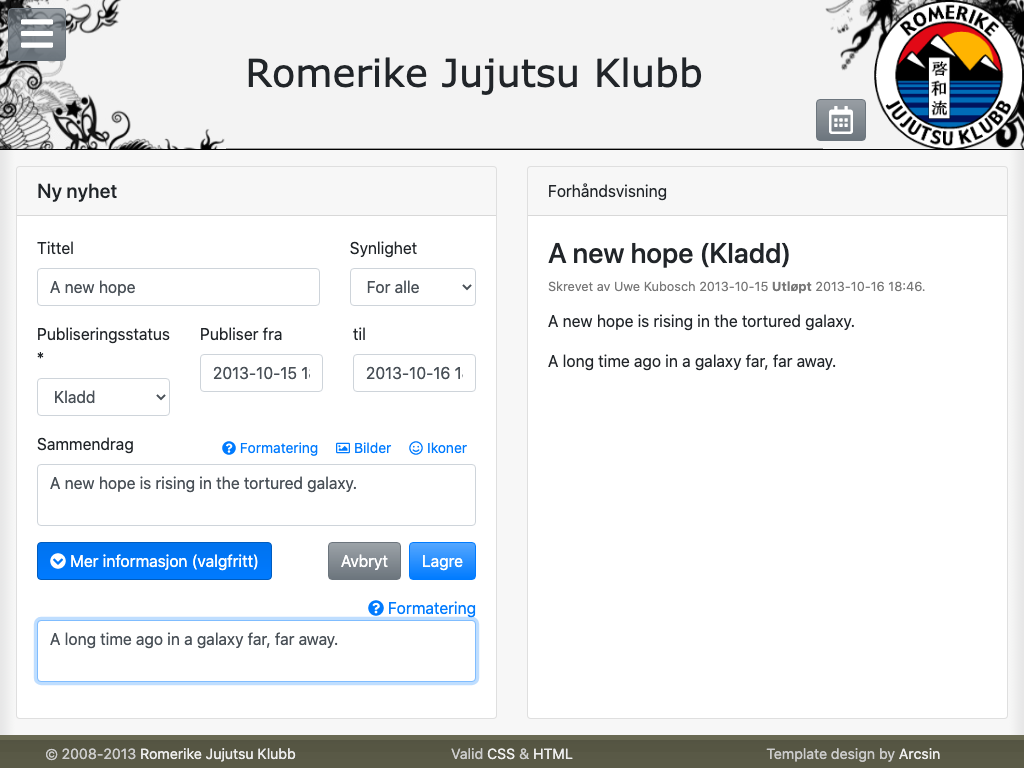 Romerike Jujutsu Klubb
ROMERIKE
啓和流
JUJUTSU KLUBB
Ny nyhet
Tittel
Synlighet
A new hope
For alle
Publiseringsstatus
*
Publiser fra
til
Kladd
2013-10-15 1
2013-10-16 1
Sammendrag
Formatering
Bilder
Ikoner
A new hope is rising in the tortured galaxy.
Mer informasjon (valgfritt)
Avbryt
Lagre
Formatering
A long time ago in a galaxy far, far away.
Forhåndsvisning
A new hope (Kladd)
Skrevet av Uwe Kubosch 2013-10-15 Utløpt 2013-10-16 18:46.
A new hope is rising in the tortured galaxy.
A long time ago in a galaxy far, far away.
© 2008-2013 Romerike Jujutsu Klubb
Valid CSS & HTML
Template design by Arcsin